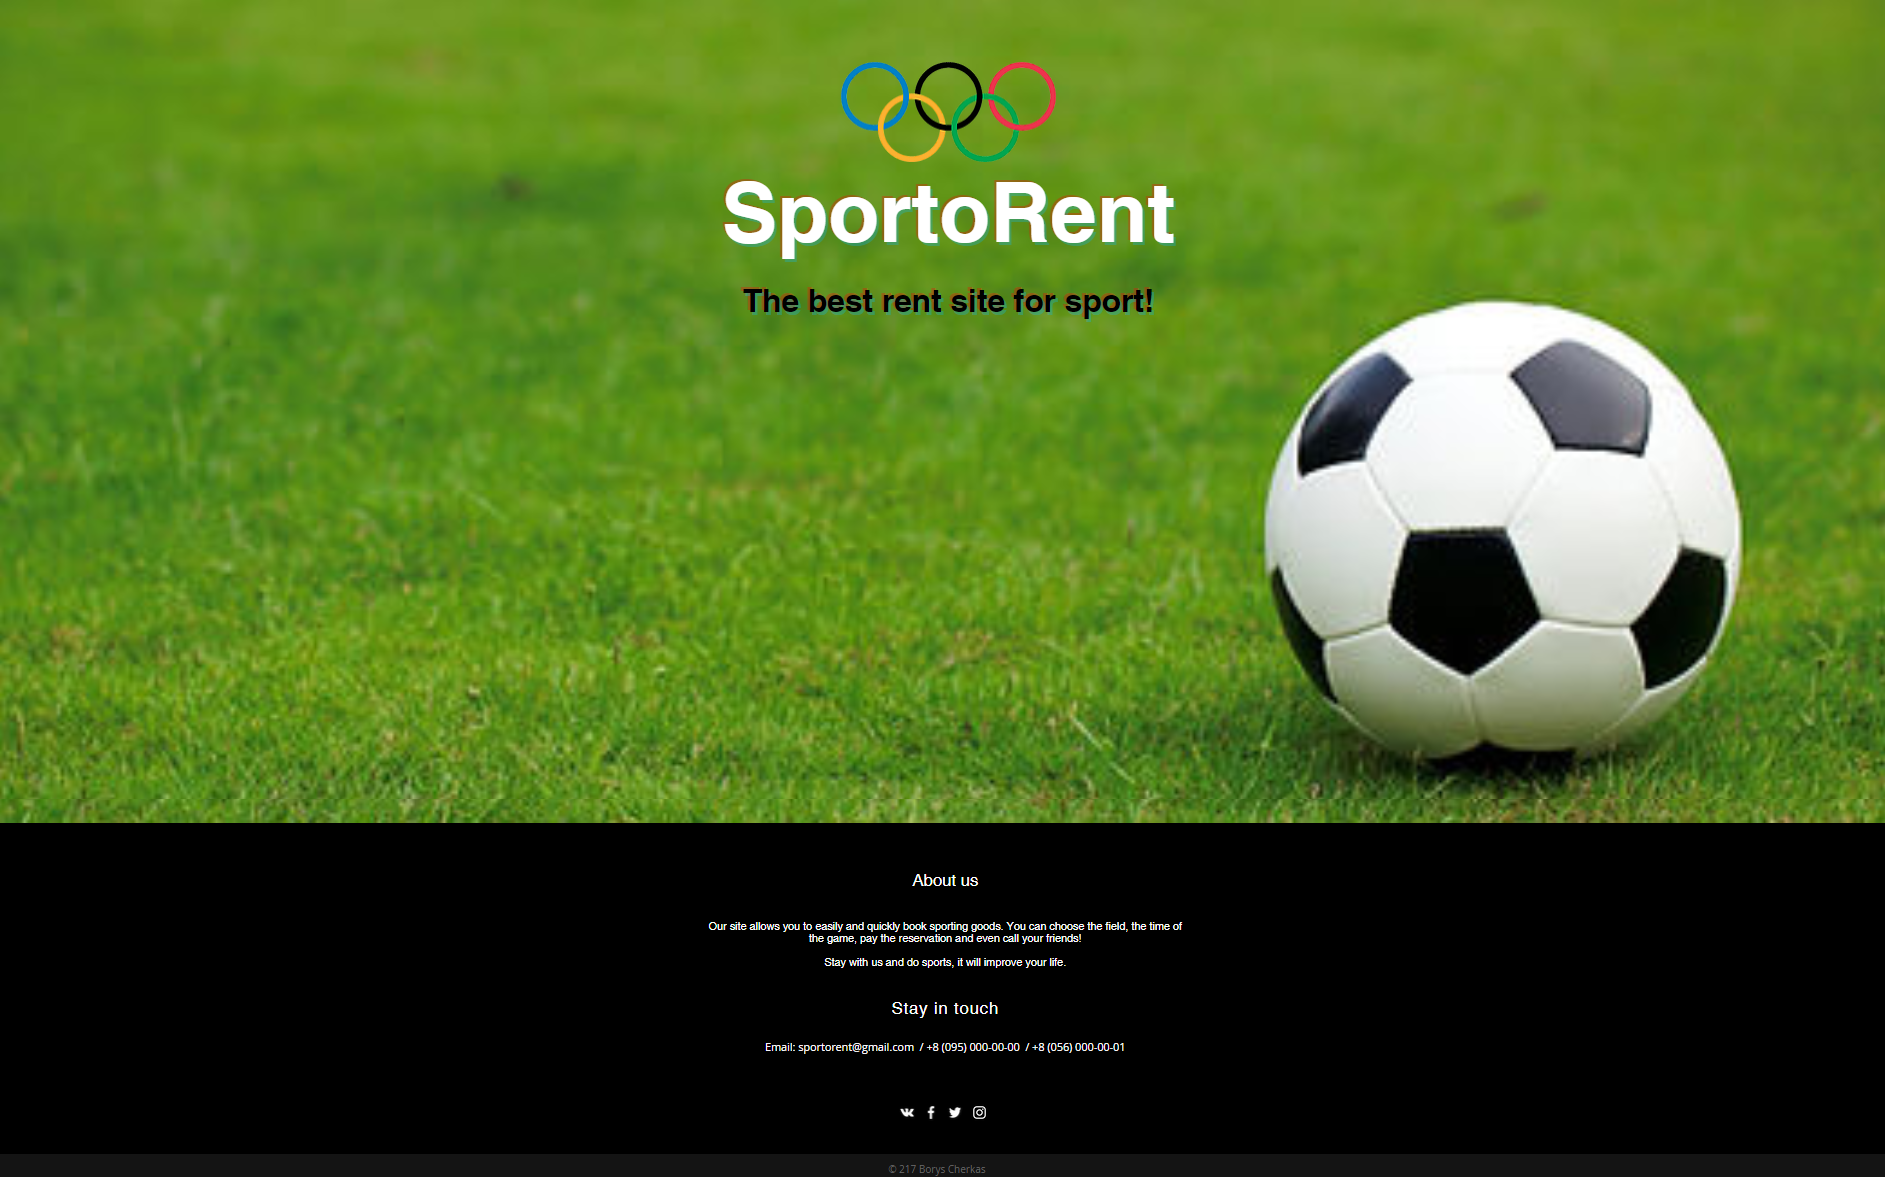 SportoRent
The best rent site for sport!
About us
Our site allows you to easily and quickly book sporting goods. You can choose the field, the time of
the game, pay the reservation and even call your friends!
Stay with us and do sports, it will improve your life.
Stay in touch
Email: sportorent@gmail.com / +8 (095) 000-00-00 / +8 (056) 000-00-01
© 217 Borys Cherkas